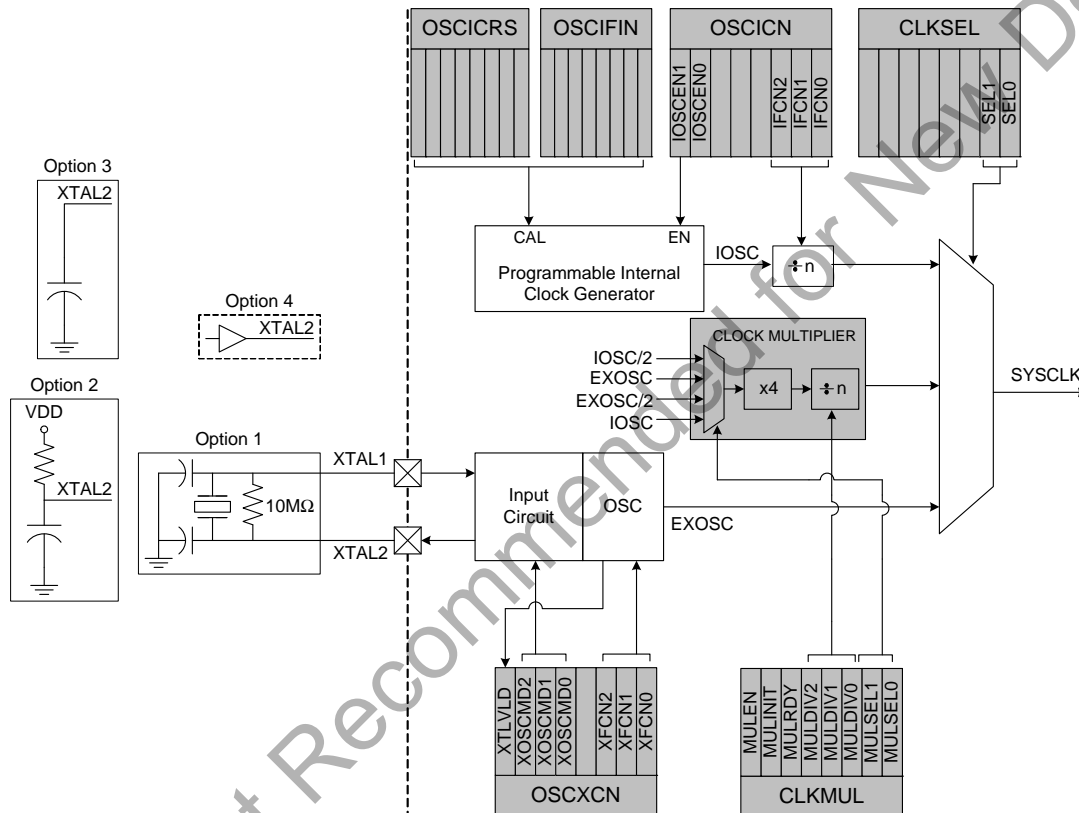 OSCICRS
OSCIFIN
OSCICN
CLKSEL
IOSCEN1
IOSCEN0
IFCN2
IFCN1
IFCN0
SEL1
SEL0
Option 3
XTAL2
Option 4
XTAL2
Option 2
VDD
XTAL2
Option 1
10MΩ
XTAL1
XTAL2
CAL
EN
Programmable Internal
Clock Generator
IOSC
÷ n
CLOCK MULTIPLIER
IOSC/2
EXOSC
EXOSC/2
IOSC
x4
÷ n
SYSCLK
Input
Circuit
OSC
EXOSC
XTLVLD
XOSCMD2
XOSCMD1
XOSCMD0
XFCN2
XFCN1
XFCN0
OSCXCN
MULEN
MULINIT
MULRDY
MULDIV2
MULDIV1
MULDIV0
MULSEL1
MULSEL0
CLKMUL
Recommended for New